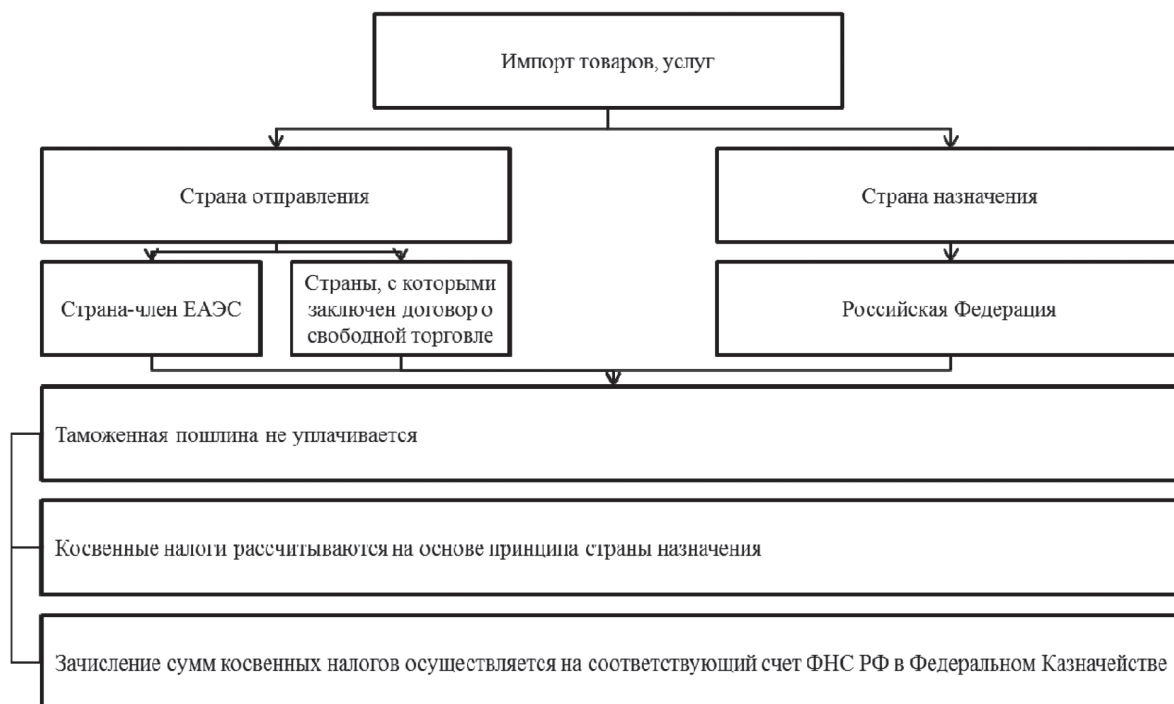 Импорт товаров, услуг
Страна отправления
Страна назначения
Страна-член ЕАЭС
Страны, с которыми
заключен договор о
свободной торговле
Российская Федерация
Таможенная пошлина не уплачивается
Косвенные налоги рассчитываются на основе принципа страны назначения
Зачисление сумм косвенных налогов осуществляется на соответствующий счет ФНС РФ в Федеральном Казначействе